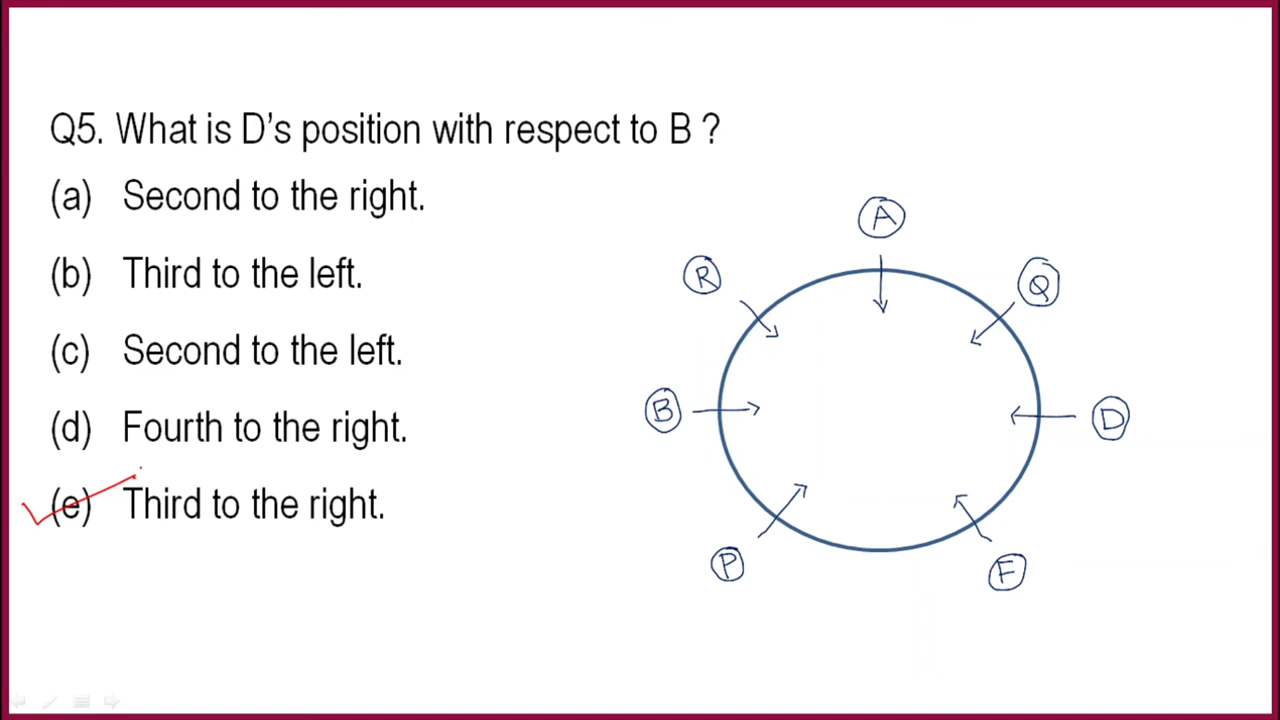 Q5. What is D's position with respect to B ?
(a) Second to the right.
(b) Third to the left.
(c) Second to the left.
(d) Fourth to the right.
(e) Third to the right.
A
R
Q
B
D
P
F